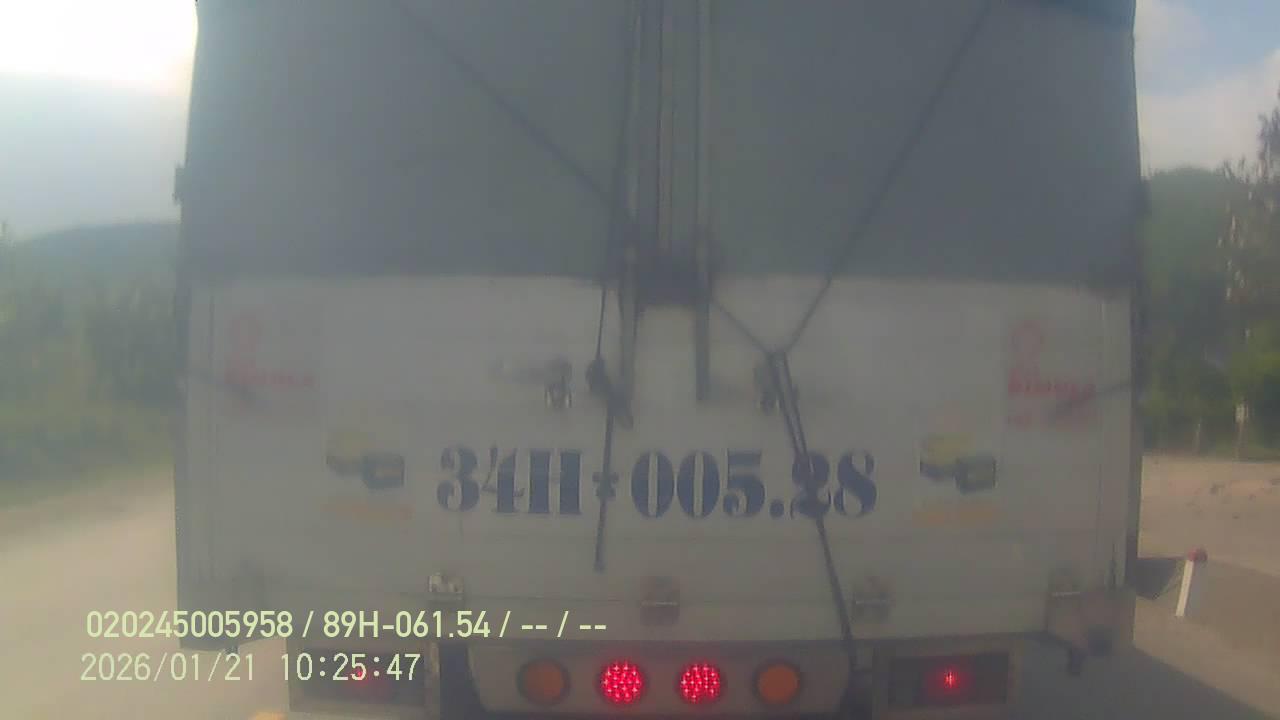 34H-005.28
020245005958 / 89H-061.54 / -- / --
2026/01/21 10:25:47